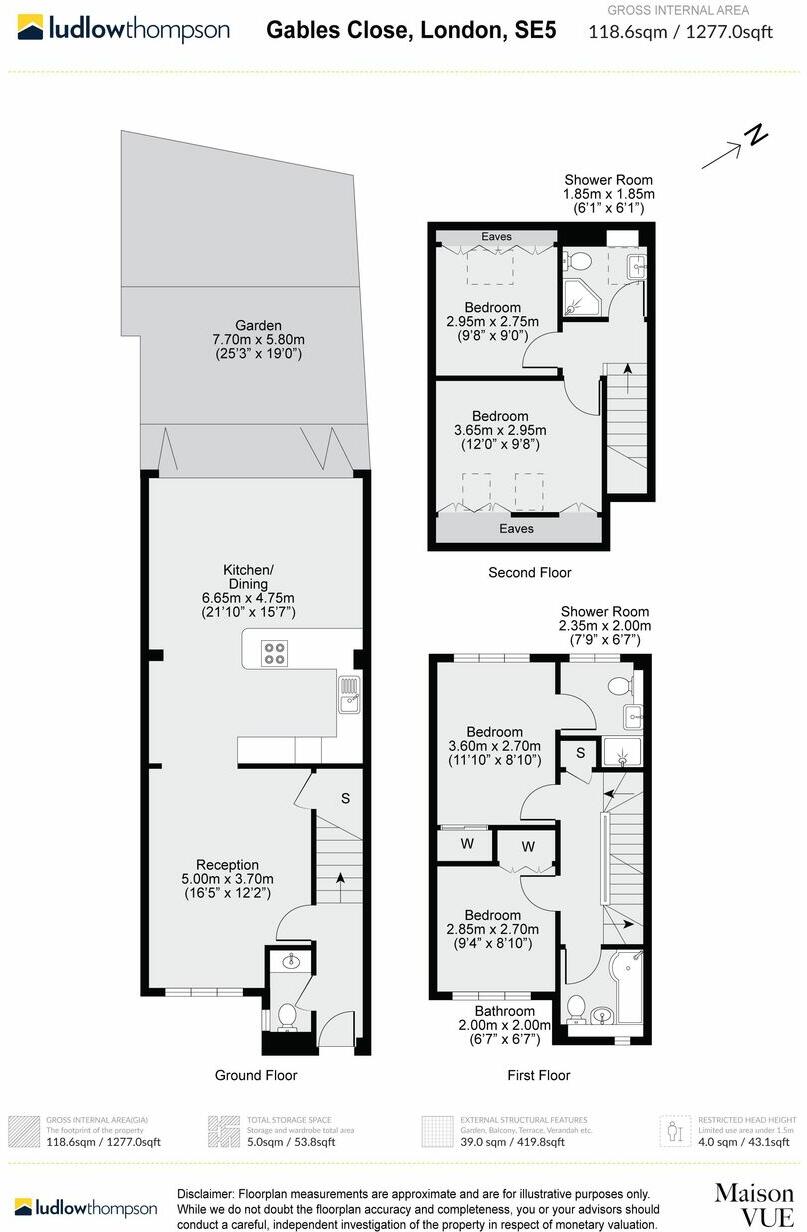 ludlowthompson
Gables Close, London, SE5
GROSS INTERNAL AREA
118.6sqm / 1277.0sqft
N
Shower Room
1.85m x 1.85m
(6'1" x 6'1")
Eaves
Bedroom
2.95m x 2.75m
(9'8" x 9'0")
Bedroom
3.65m x 2.95m
(12'0" x 9'8")
Eaves
Second Floor
Garden
7.70m x 5.80m
(25'3" x 19'0")
Kitchen/
Dining
6.65m x 4.75m
(21'10" x 15'7")
S
Reception
5.00m x 3.70m
(16'5" x 12'2")
Ground Floor
Shower Room
2.35m x 2.00m
(7'9" x 6'7")
Bedroom
3.60m x 2.70m
(11'10" x 8'10")
S
W
W
Bedroom
2.85m x 2.70m
(9'4" x 8'10")
Bathroom
2.00m x 2.00m
(6'7" x 6'7")
First Floor
GROSS INTERNAL AREA(GIA)
The footprint of the property
118.6sqm / 1277.0sqft
TOTAL STORAGE SPACE
Storage and wardrobe total area
5.0sqm / 53.8sqft
EXTERNAL STRUCTURAL FEATURES
Garden, Balcony, Terrace, Verandah etc.
39.0 sqm / 419.8sqft
RESTRICTED HEAD HEIGHT
Limited use area under 1.5m
4.0 sqm / 43.1sqft
ludlowthompson
Disclaimer: Floorplan measurements are approximate and are for illustrative purposes only.
While we do not doubt the floorplan accuracy and completeness, you or your advisors should
conduct a careful, independent investigation of the property in respect of monetary valuation.
Maison
VUE